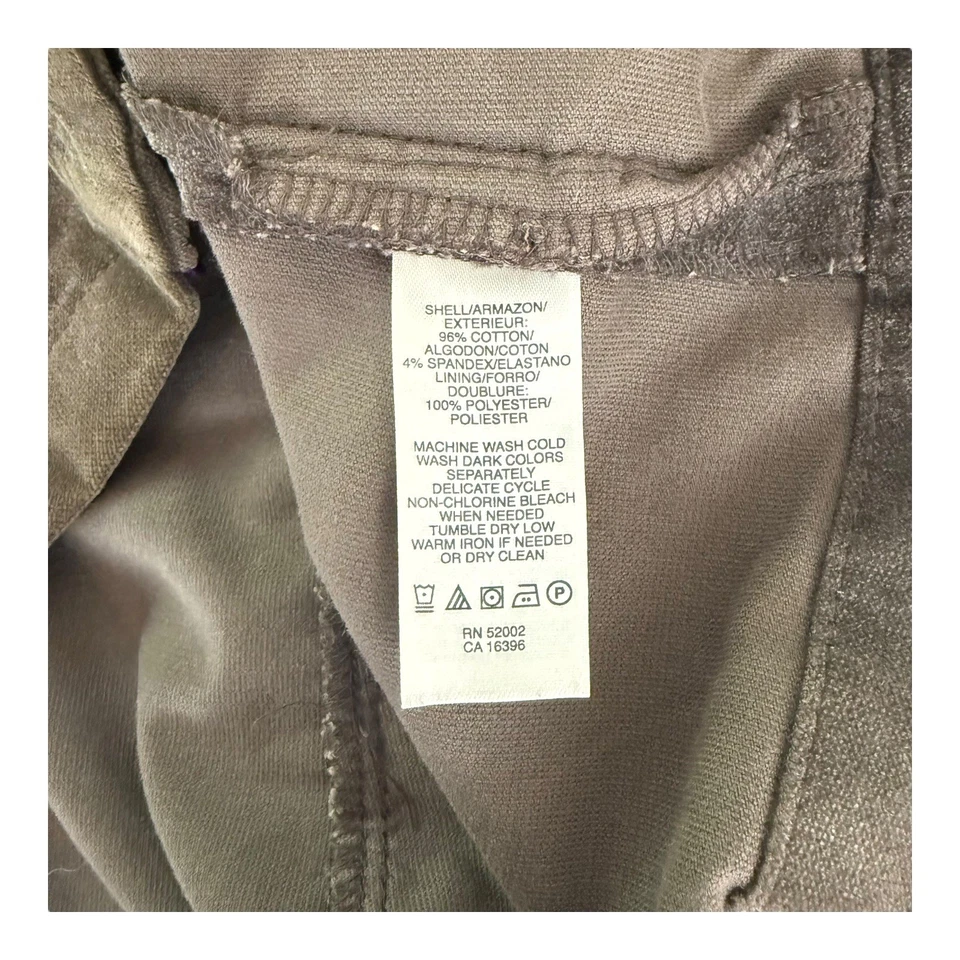 SHELL/ARMAZON/
EXTERIEUR:
96% COTTON/
ALGODON/COTON
4% SPANDEX/ELASTANO
LINING/FORRO/
DOUBLURE:
100% POLYESTER/
POLIESTER
MACHINE WASH COLD
WASH DARK COLORS
SEPARATELY
DELICATE CYCLE
NON-CHLORINE BLEACH
WHEN NEEDED
TUMBLE DRY LOW
WARM IRON IF NEEDED
OR DRY CLEAN
P
RN 52002
CA 16396